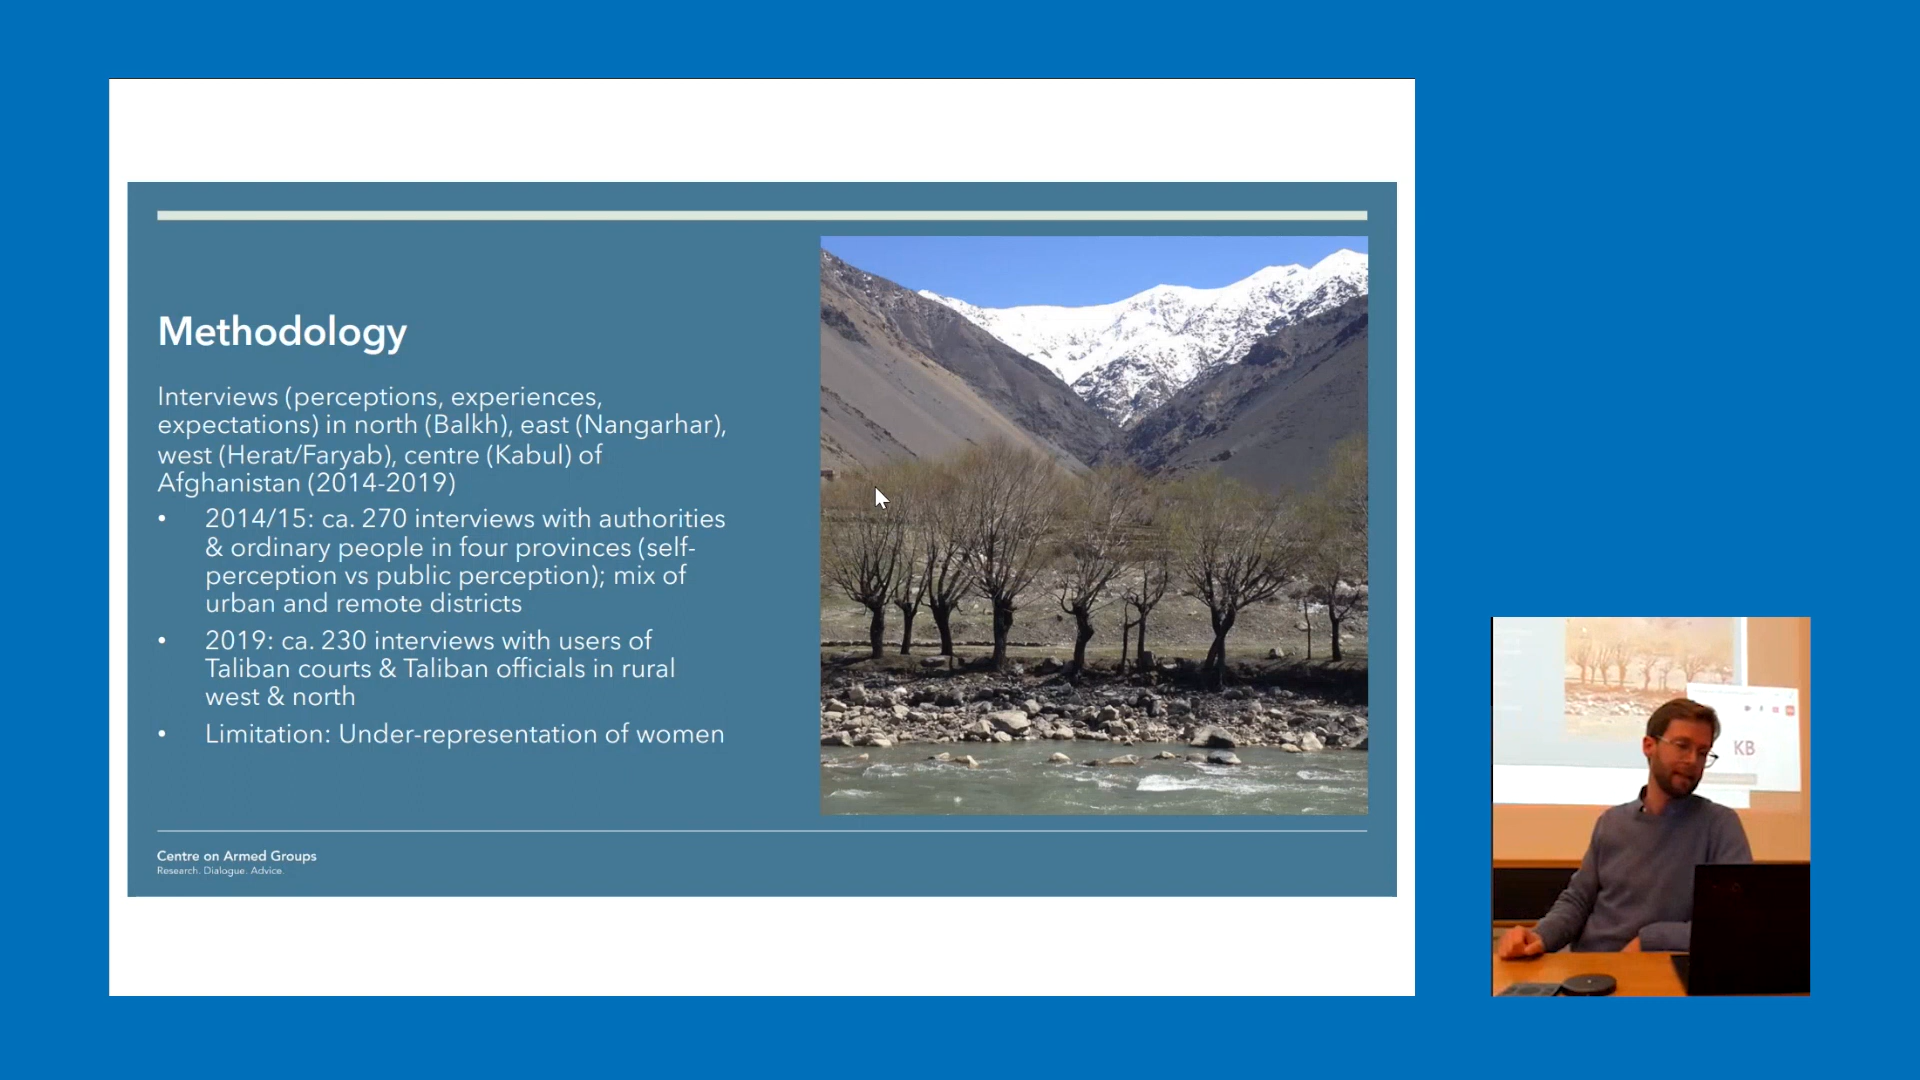 Methodology
Interviews (perceptions, experiences,
expectations) in north (Balkh), east (Nangarhar),
west (Herat/Faryab), centre (Kabul) of
Afghanistan (2014-2019)
• 2014/15: ca. 270 interviews with authorities
& ordinary people in four provinces (self-
perception vs public perception); mix of
urban and remote districts
• 2019: ca. 230 interviews with users of
Taliban courts & Taliban officials in rural
west & north
• Limitation: Under-representation of women
Centre on Armed Groups
Research. Dialogue. Advice.
KB